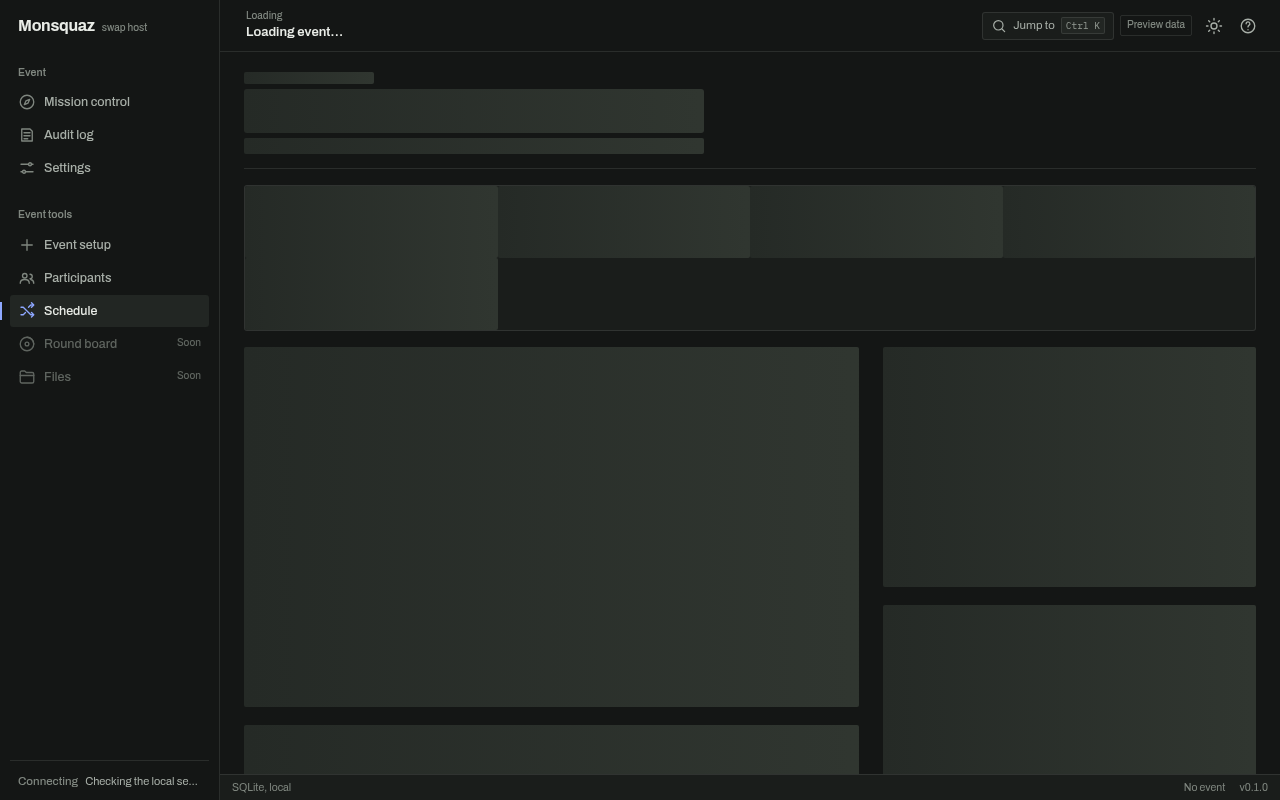 Monsquaz swap host
Event
Mission control
Audit log
Settings
Event tools
Event setup
Participants
Schedule
Round board Soon
Files Soon
Connecting Checking the local se...
Loading
Loading event...
Jump to Ctrl K
Preview data
SQLite, local
No event v0.1.0